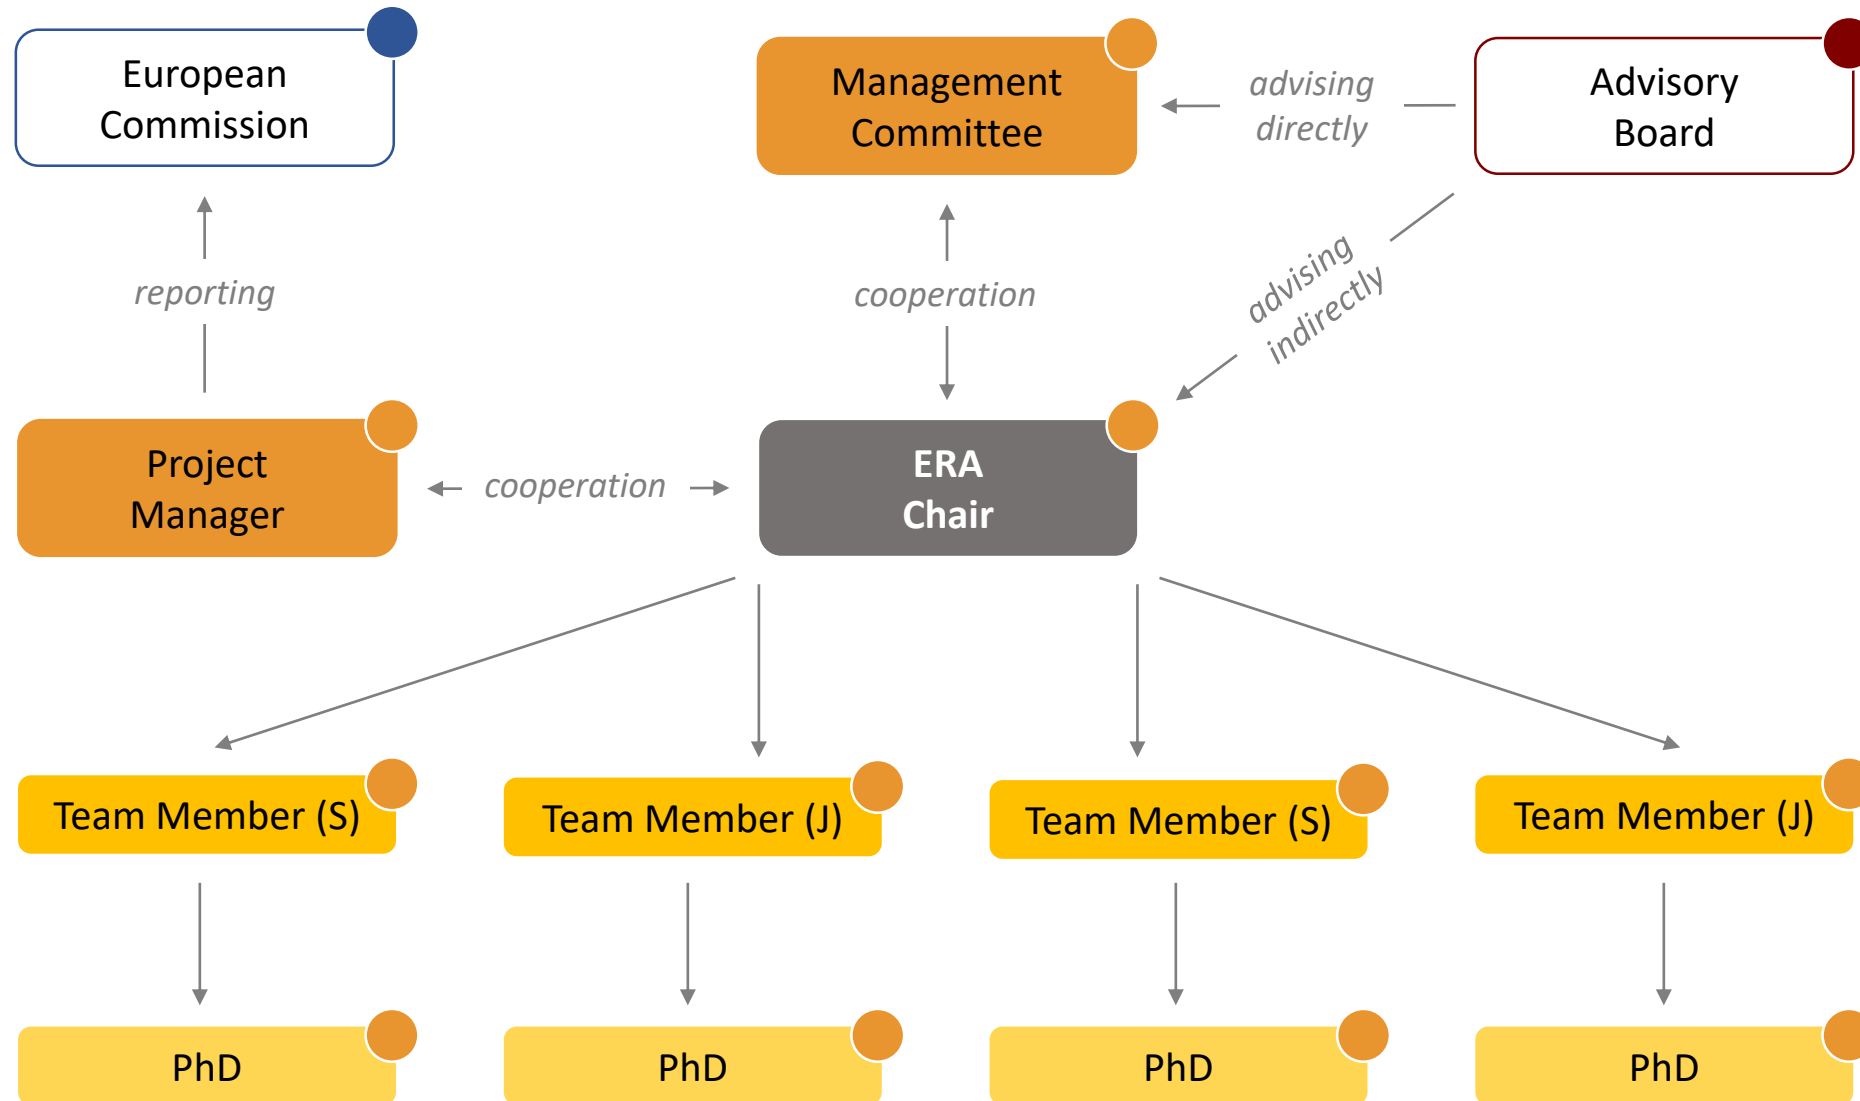 European
Commission
Management
Committee
advising
directly
Advisory
Board
reporting
cooperation
advising
indirectly
Project
Manager
cooperation
ERA
Chair
Team Member (S)
Team Member (J)
Team Member (S)
Team Member (J)
PhD
PhD
PhD
PhD